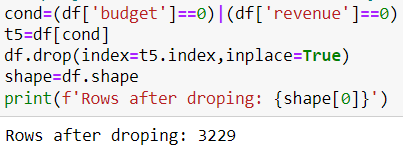 cond=(df['budget']==0)|(df['revenue']==0)
t5=df[cond]
df.drop(index=t5.index,inplace=True)
shape=df.shape
print(f'Rows after droping: {shape[0]}')
Rows after droping: 3229